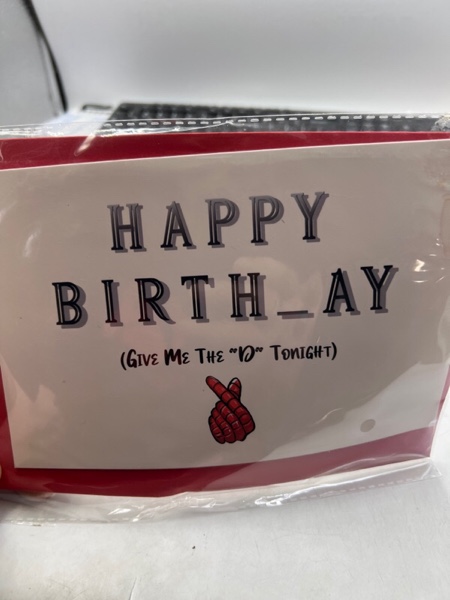 HAPPY
BIRTH_AY
(GIVE ME THE "D" TONIGHT)